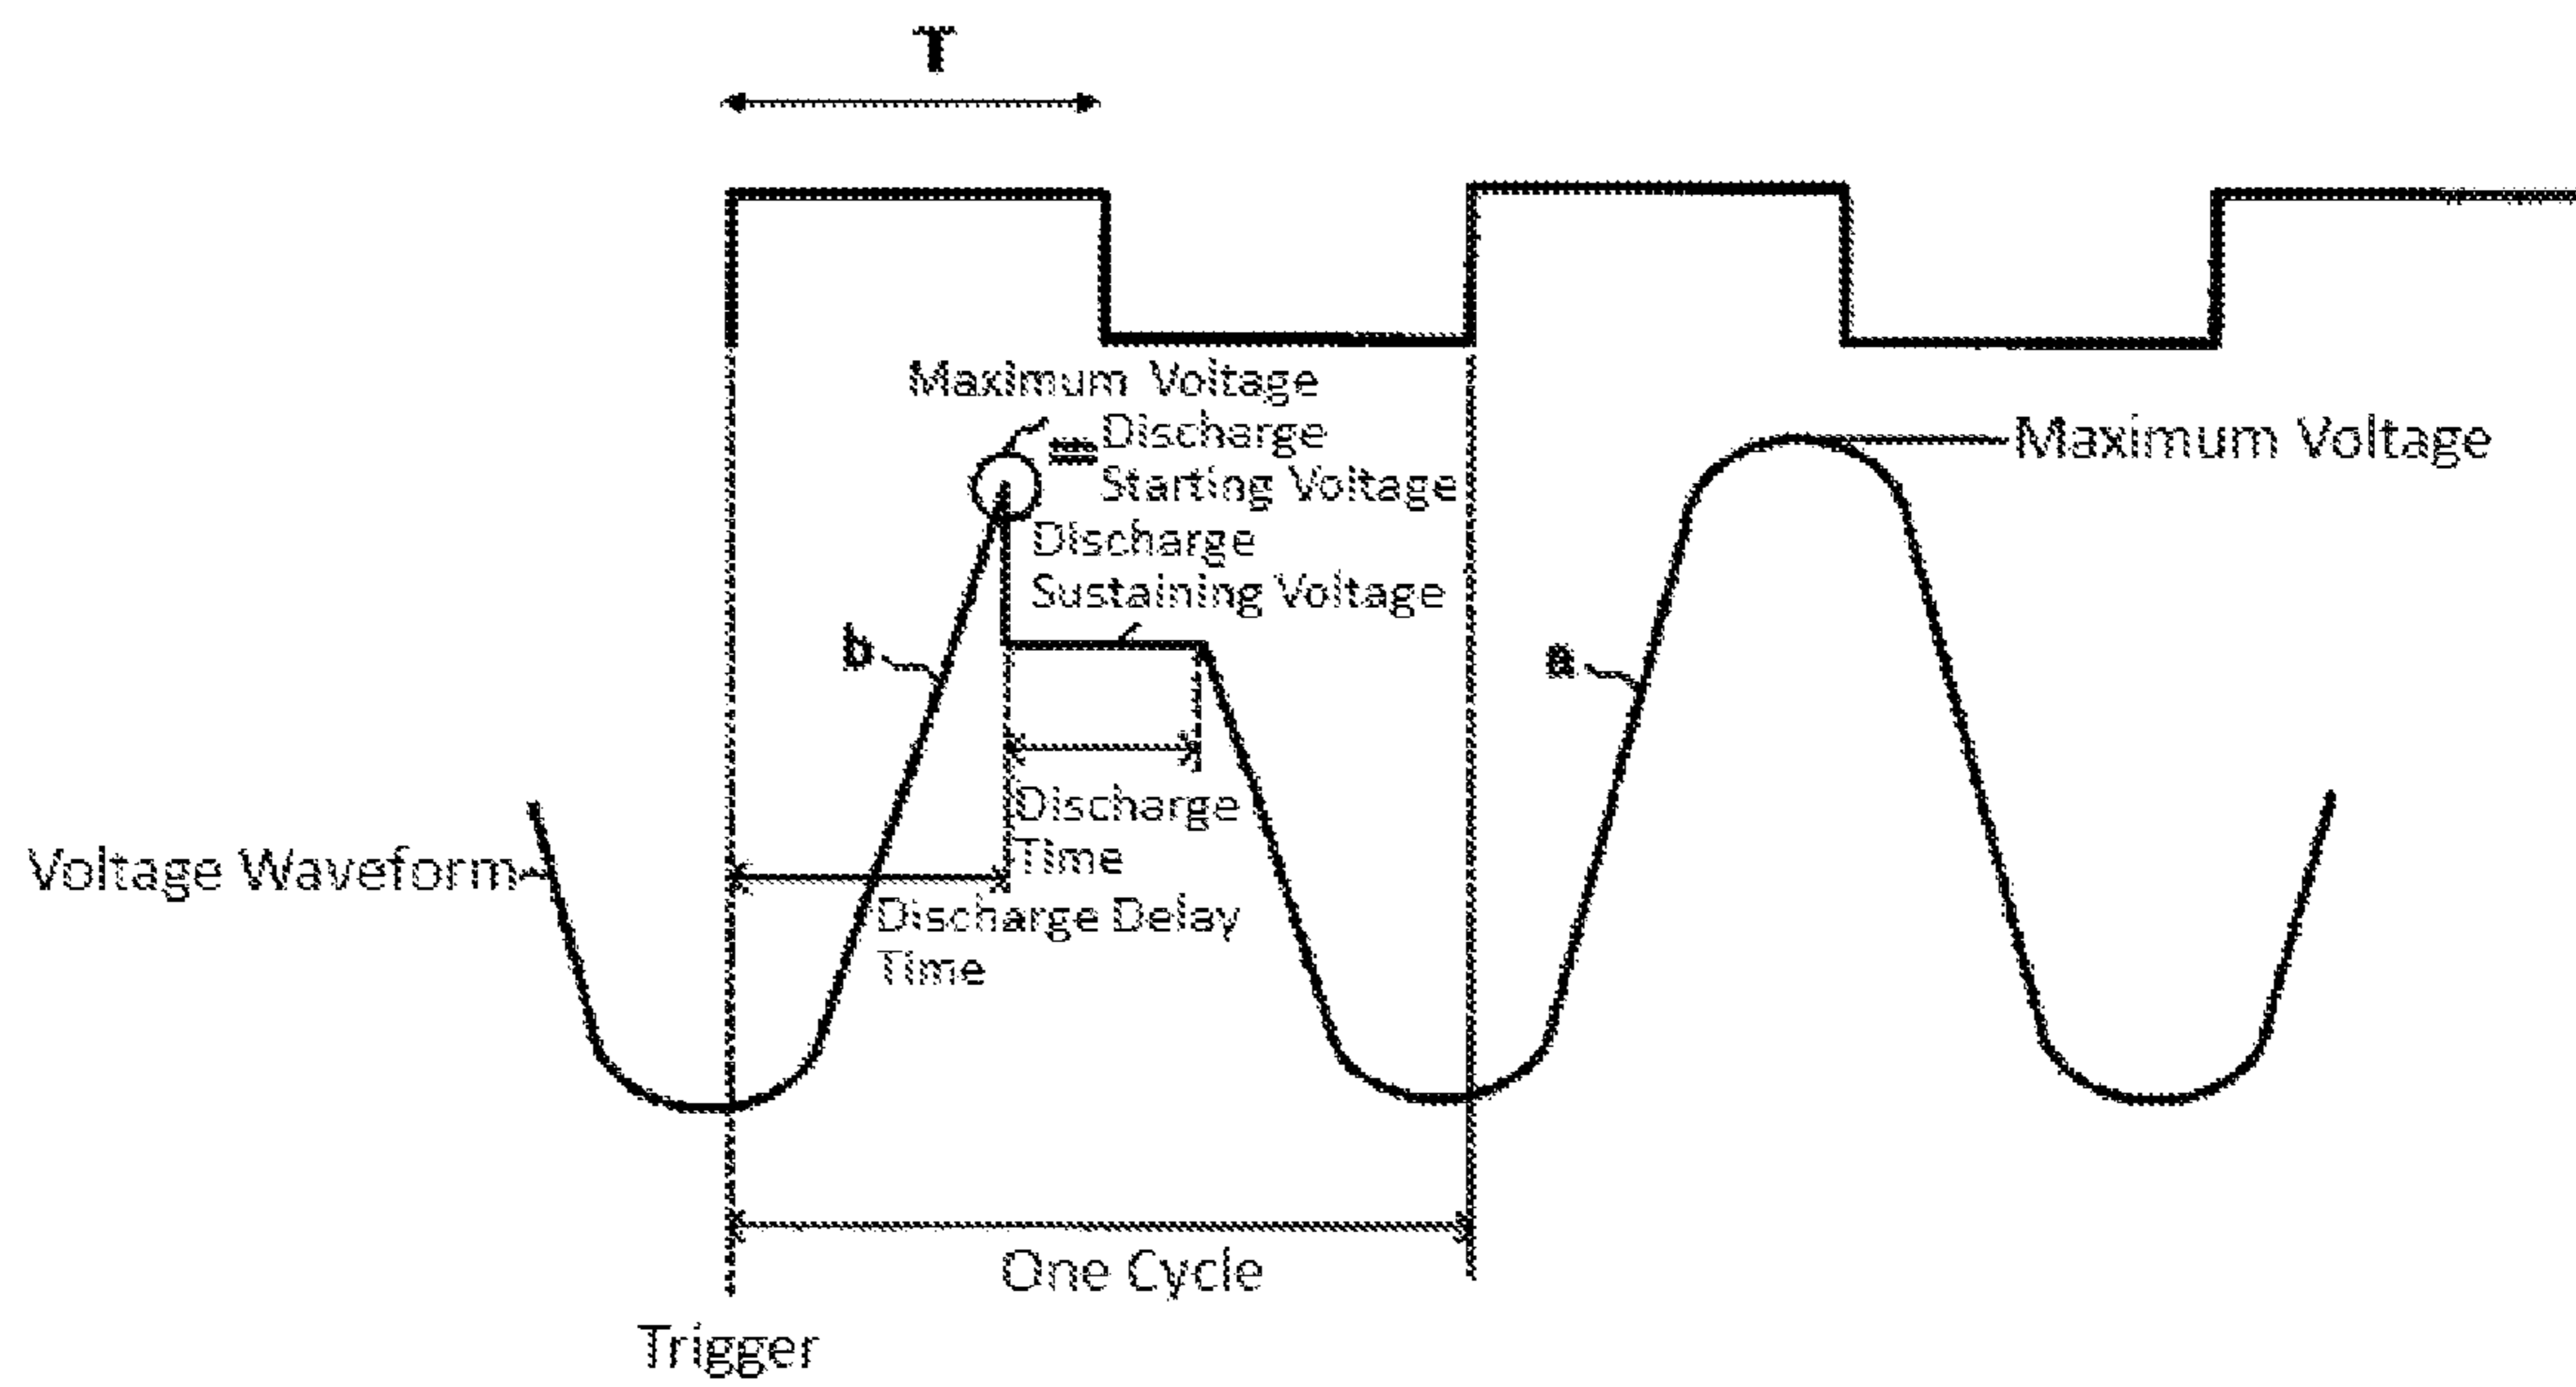 T
Maximum Voltage
= Discharge
Starting Voltage
Discharge
Sustaining Voltage
Maximum Voltage
b
a
Discharge
Time
Voltage Waveform
Discharge Delay
Time
One Cycle
Trigger